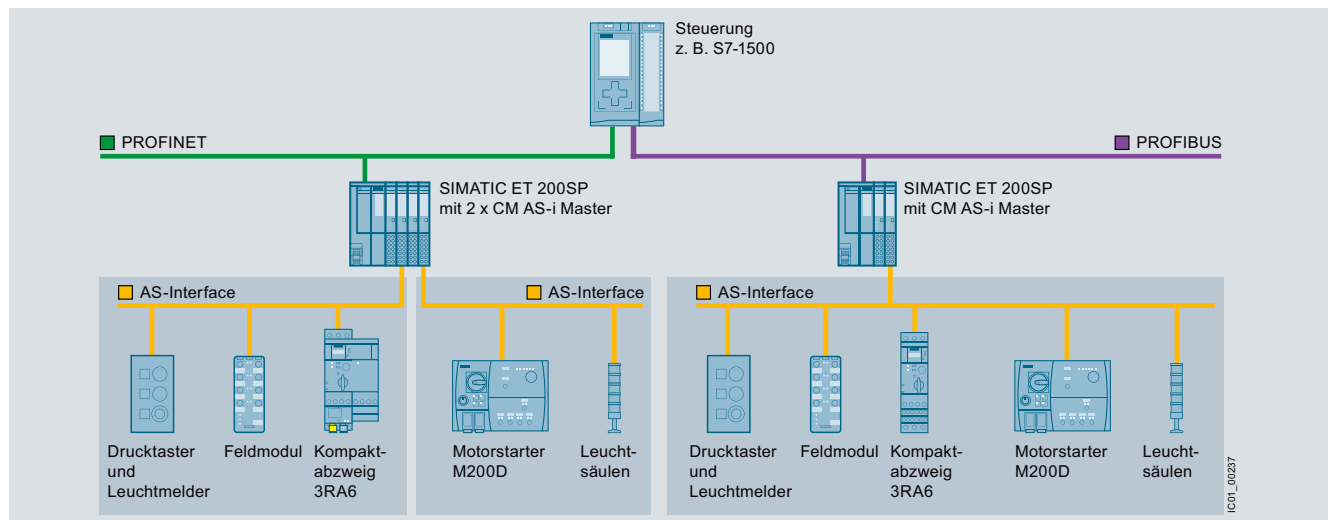 Steuerung
z. B. S7-1500
PROFINET
PROFIBUS
SIMATIC ET 200SP
mit 2 x CM AS-i Master
SIMATIC ET 200SP
mit CM AS-i Master
AS-Interface
AS-Interface
AS-Interface
Drucktaster
und
Leuchtmelder
Feldmodul
Kompakt-
abzweig
3RA6
Motorstarter
M200D
Leucht-
säulen
Drucktaster
und
Leuchtmelder
Feldmodul
Kompakt-
abzweig
3RA6
Motorstarter
M200D
Leucht-
säulen
IC01_00237